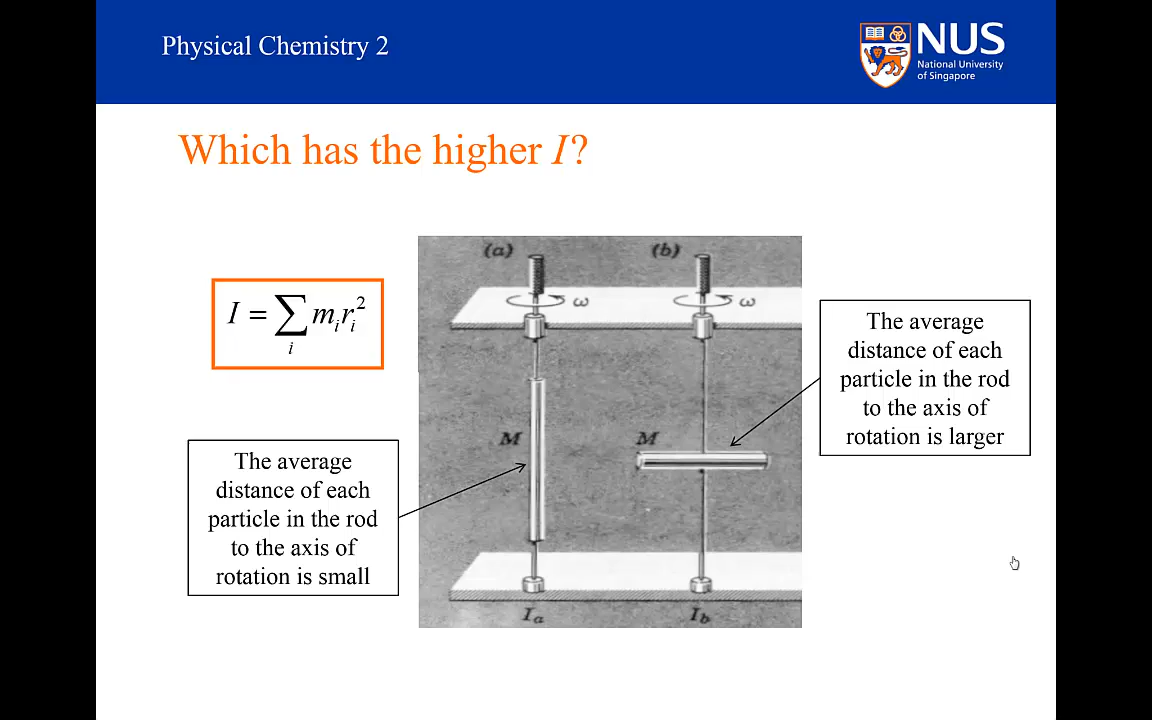 Physical Chemistry 2
NUS
National University
of Singapore
Which has the higher I?
I = ∑ᵢ mᵢrᵢ²
(a)
(b)
ω
ω
The average
distance of each
particle in the rod
to the axis of
rotation is larger
M
M
The average
distance of each
particle in the rod
to the axis of
rotation is small
Iₐ
I_b